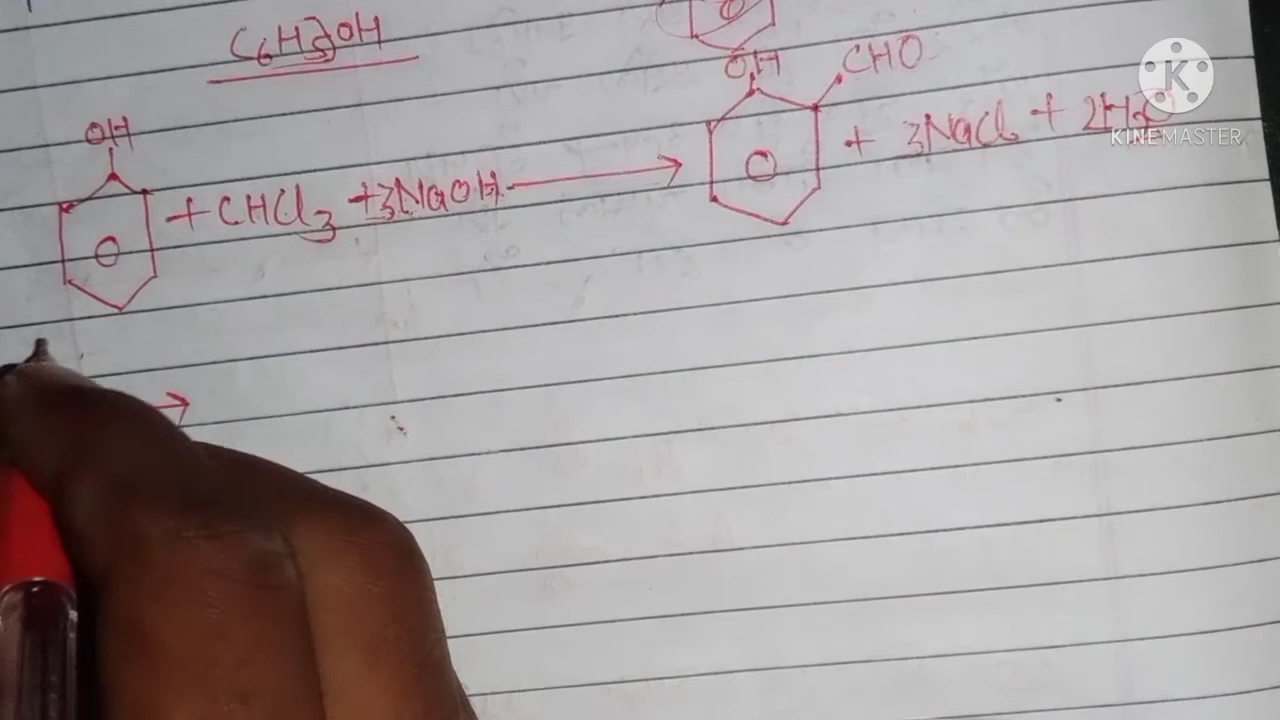 C6H5OH
OH
CHO
OH
+ CHCl3 + 3NaOH → + 3NaCl + 2H2O
KINEMASTER